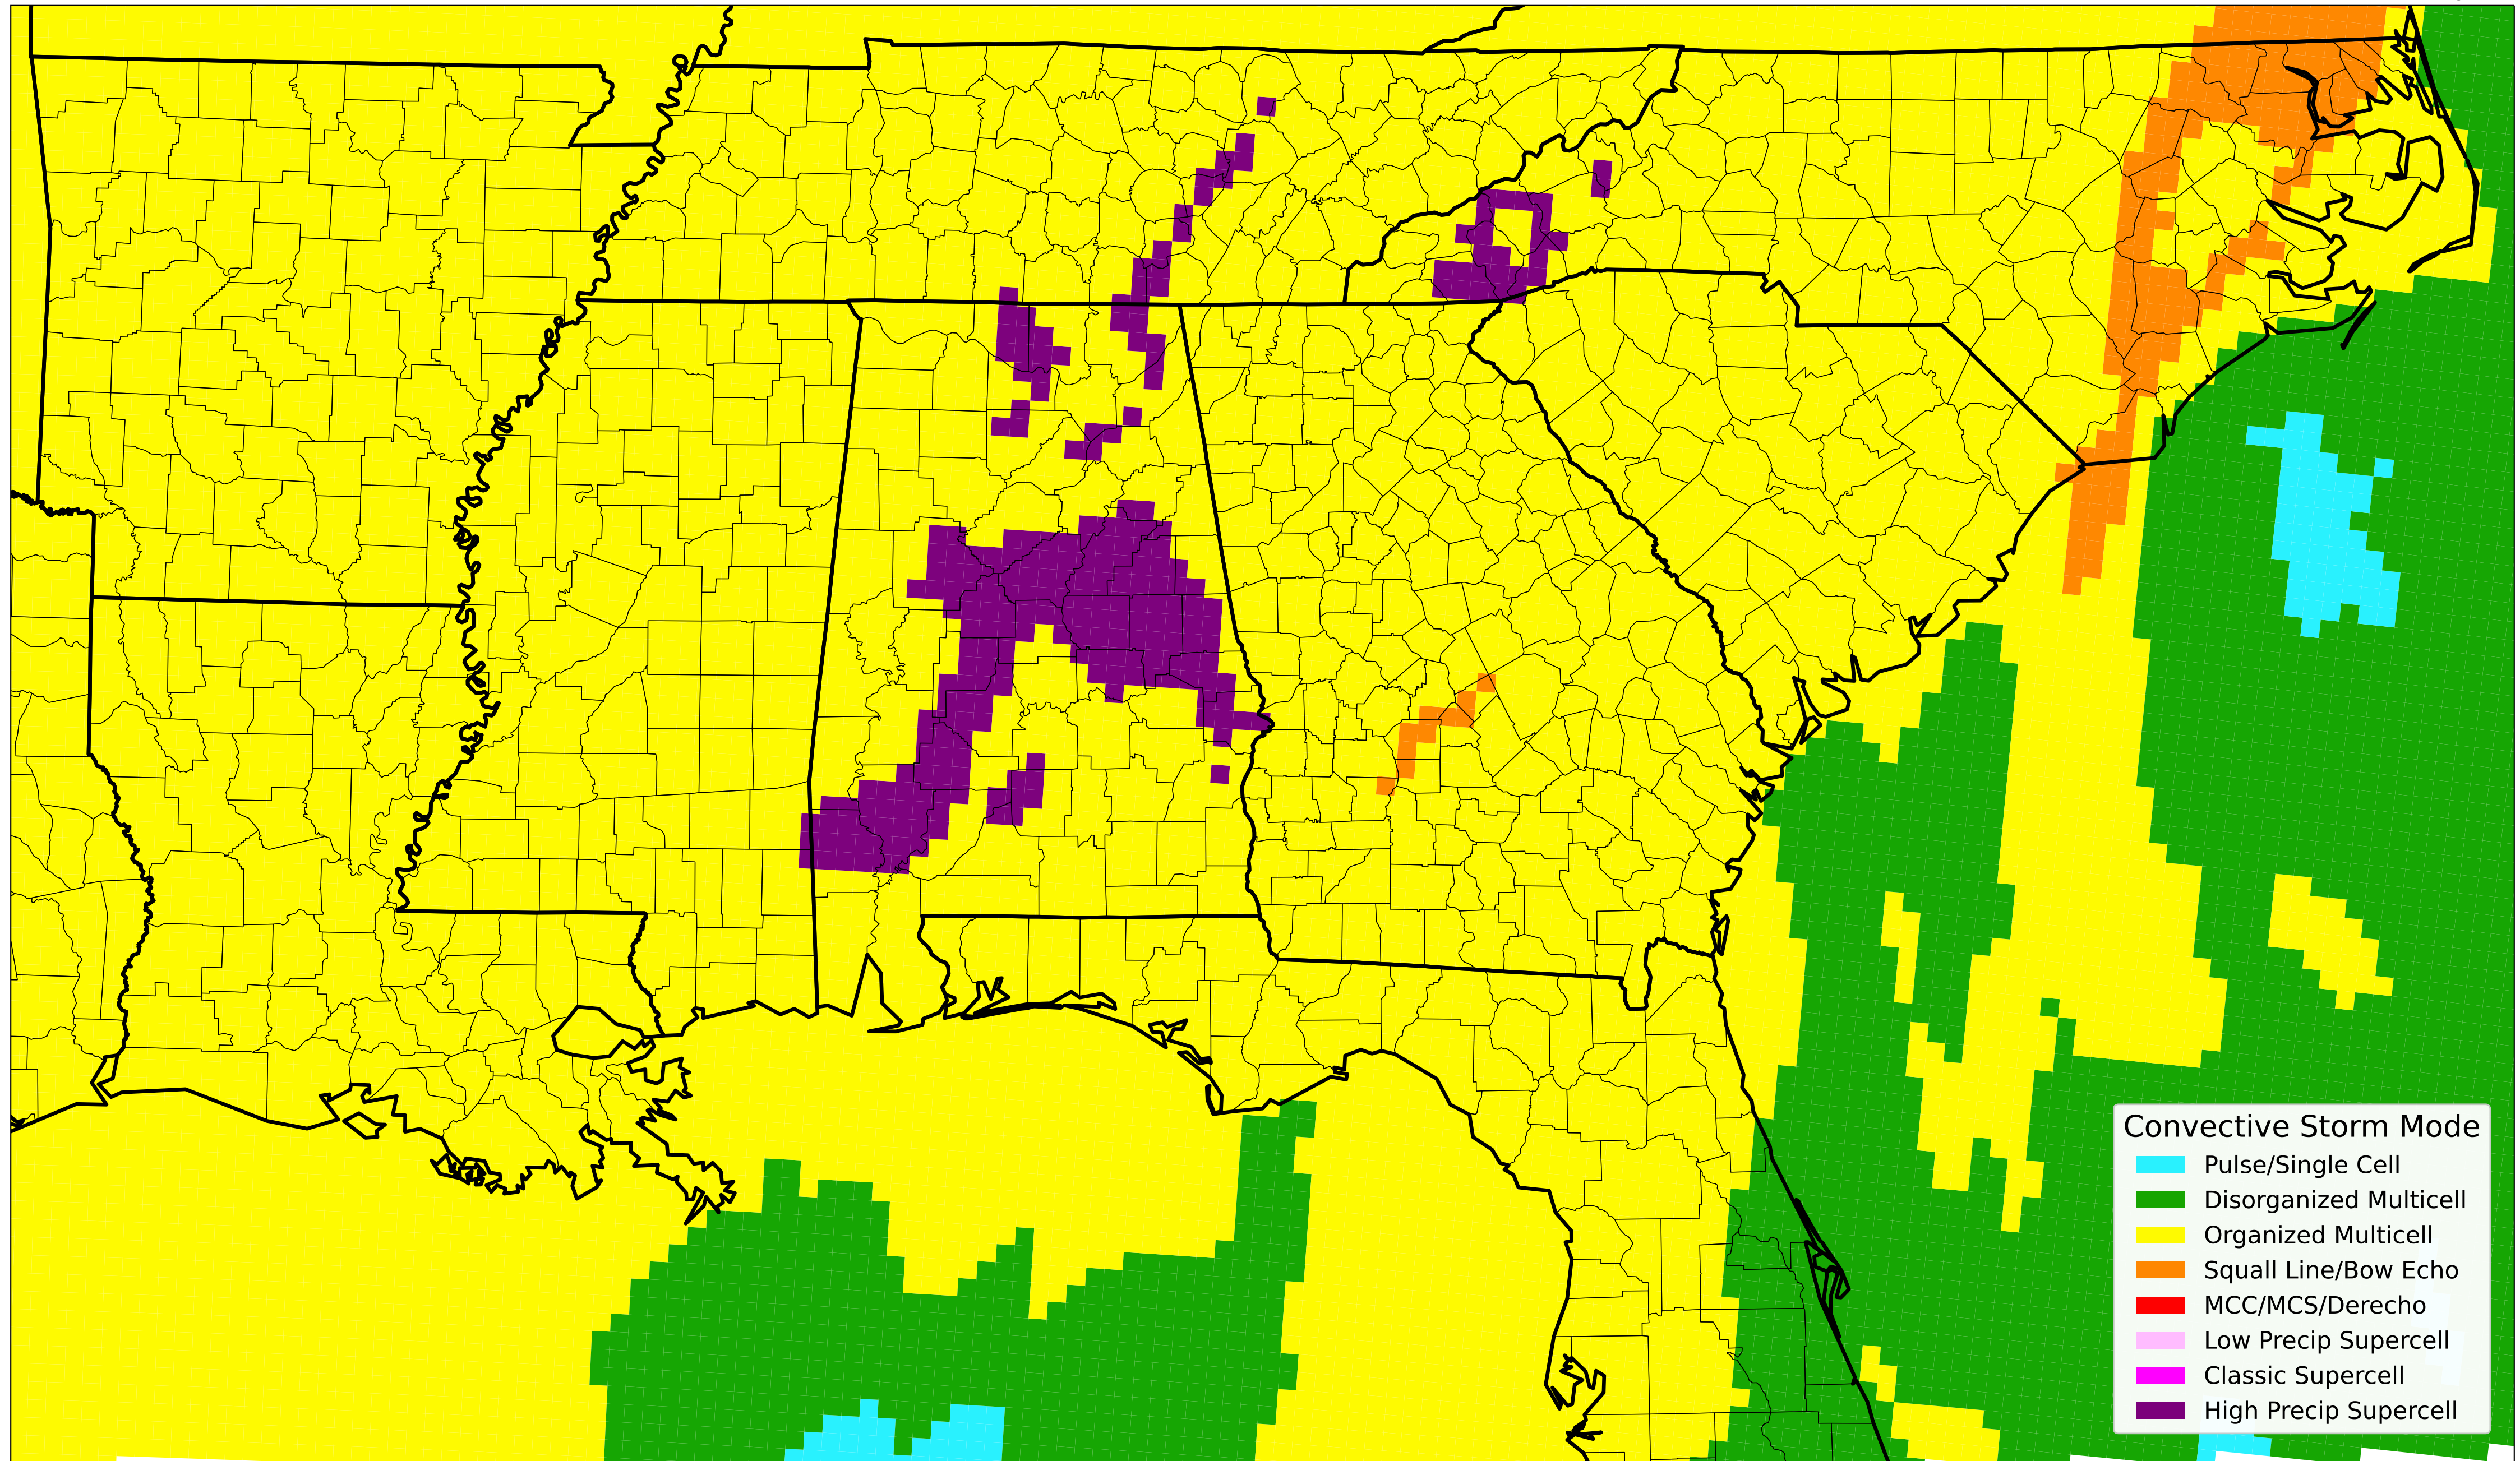 Convective Storm Mode
Pulse/Single Cell
Disorganized Multicell
Organized Multicell
Squall Line/Bow Echo
MCC/MCS/Derecho
Low Precip Supercell
Classic Supercell
High Precip Supercell